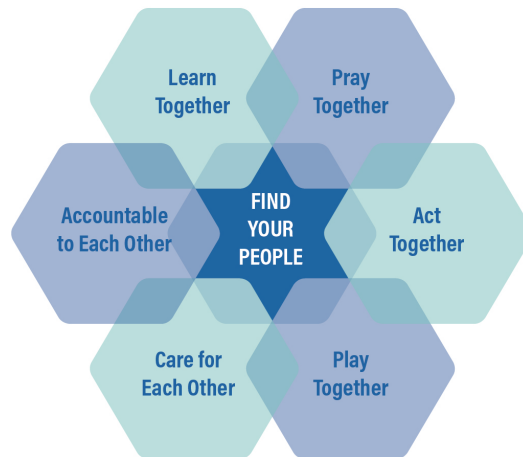 Learn
Together
Pray
Together
Accountable
to Each Other
FIND
YOUR
PEOPLE
Act
Together
Care for
Each Other
Play
Together